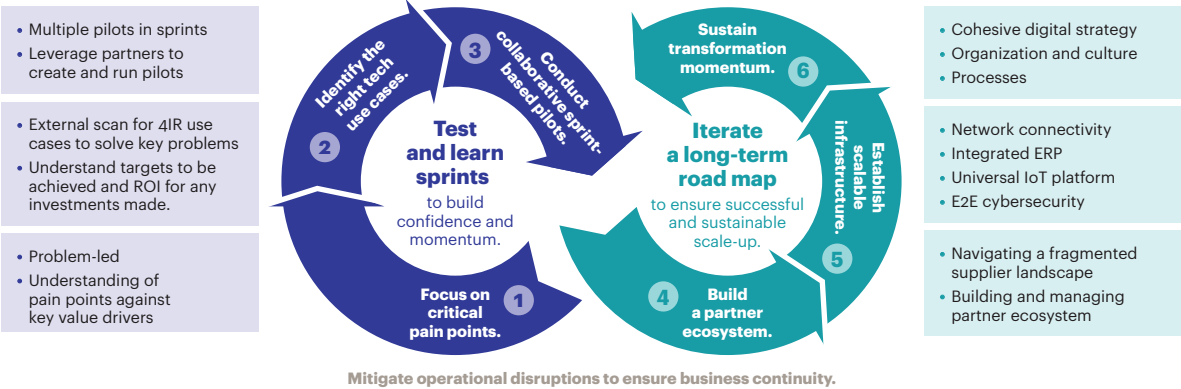 • Multiple pilots in sprints
• Leverage partners to
create and run pilots
• External scan for 4IR use
cases to solve key problems
• Understand targets to be
achieved and ROI for any
investments made.
• Problem-led
• Understanding of
pain points against
key value drivers
1
Focus on
critical
pain points.
2
Identify the
right tech
use cases.
3
Conduct
collaborative sprint-
based pilots.
Test
and learn
sprints
to build
confidence and
momentum.
4
Build
a partner
ecosystem.
5
Establish
scalable
infrastructure.
6
Sustain
transformation
momentum.
Iterate
a long-term
road map
to ensure successful
and sustainable
scale-up.
• Cohesive digital strategy
• Organization and culture
• Processes
• Network connectivity
• Integrated ERP
• Universal IoT platform
• E2E cybersecurity
• Navigating a fragmented
supplier landscape
• Building and managing
partner ecosystem
Mitigate operational disruptions to ensure business continuity.